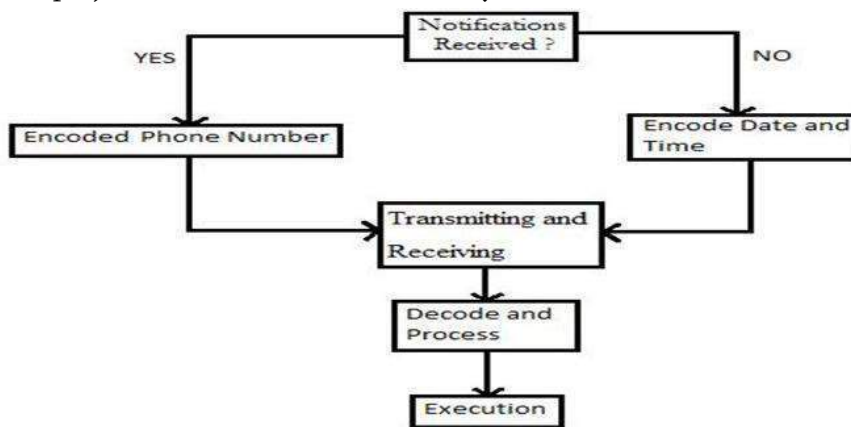 Notifications
Received ?
YES
NO
Encoded Phone Number
Encode Date and
Time
Transmitting and
Receiving
Decode and
Process
Execution